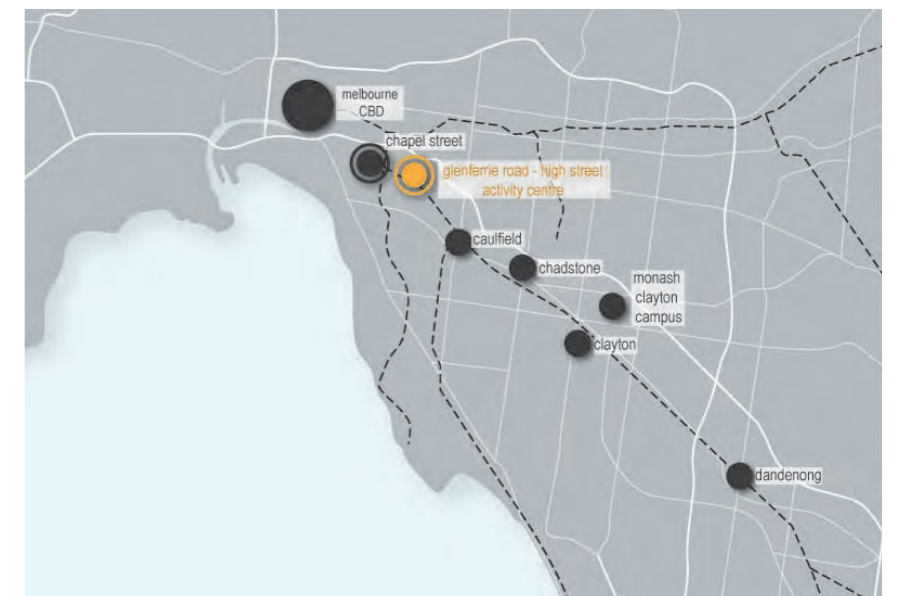 melbourne
CBD
chapel street
glenferrie road - high street
activity centre
caulfield
chadstone
monash
clayton
campus
clayton
dandenong